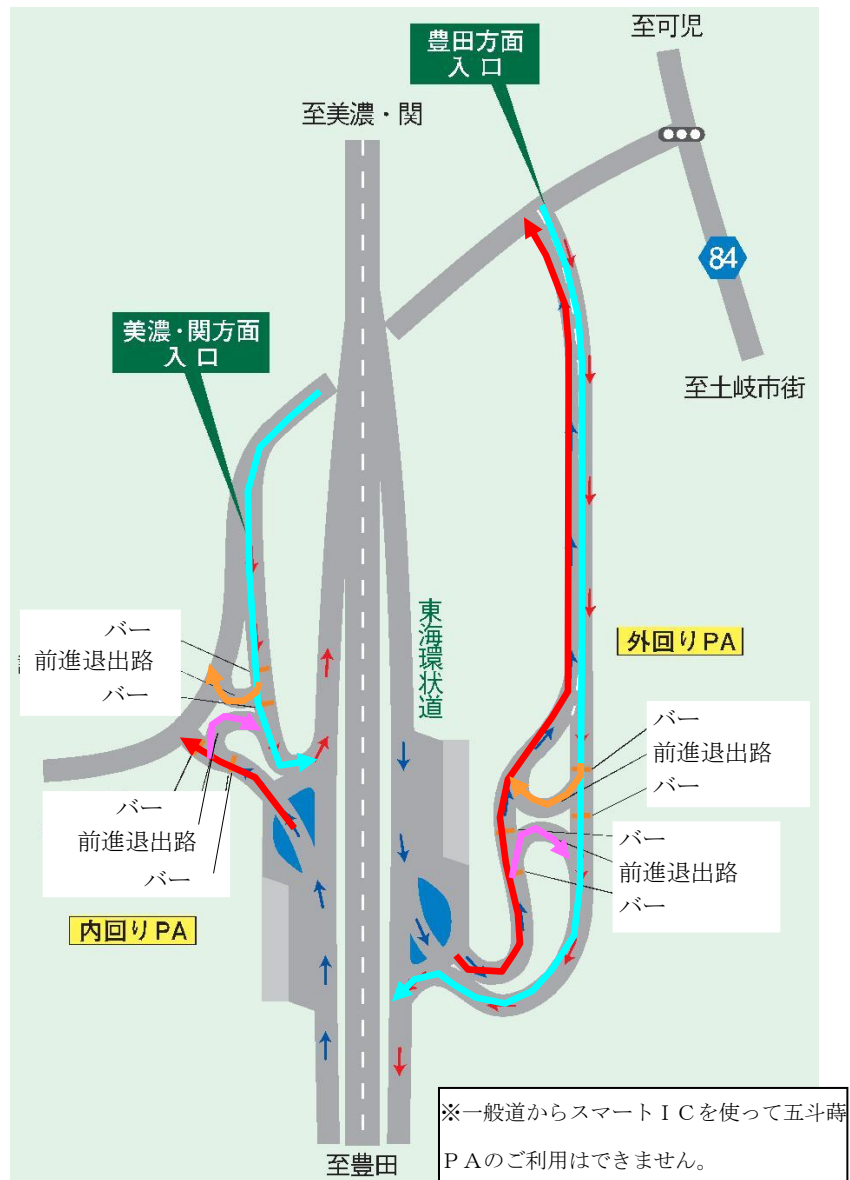 至可児
豊田方面
入口
至美濃・関
84
美濃・関方面
入口
至土岐市街
東海環状道
バー
前進退出路
バー
外回りPA
バー
前進退出路
バー
バー
前進退出路
バー
バー
前進退出路
バー
内回りPA
至豊田
※一般道からスマートＩＣを使って五斗蒔
ＰＡのご利用はできません。